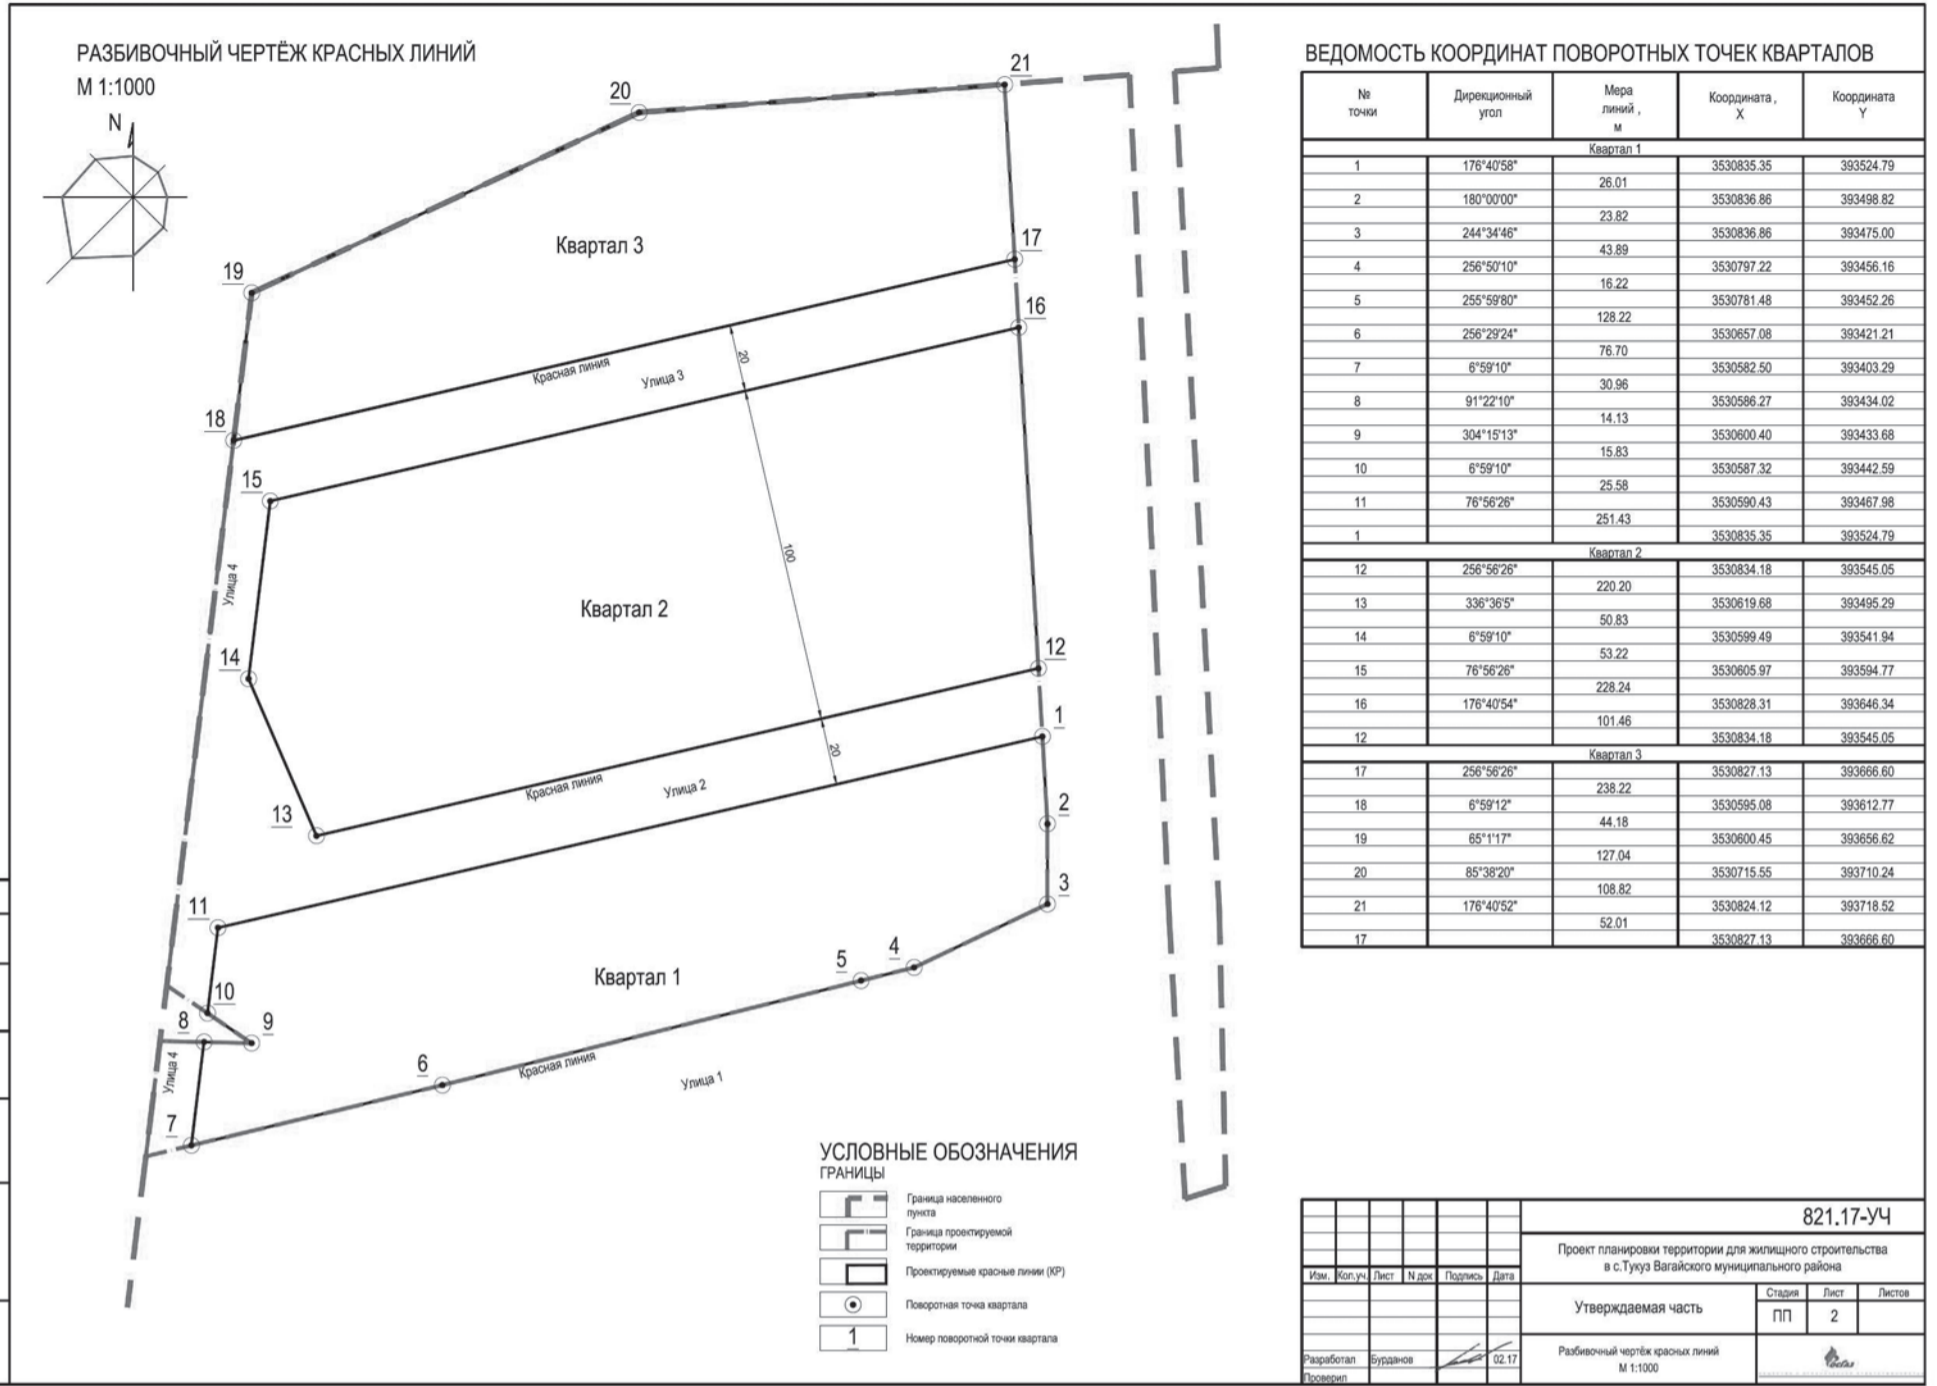 РАЗБИВОЧНЫЙ ЧЕРТЁЖ КРАСНЫХ ЛИНИЙ
М 1:1000
N
21
20
19
Квартал 3
17
16
20
Красная линия
Улица 3
18
15
100
Улица 4
Квартал 2
14
12
1
20
Красная линия
Улица 2
13
2
3
11
4
5
Квартал 1
10
9
8
Улица 4
6
Красная линия
Улица 1
7
УСЛОВНЫЕ ОБОЗНАЧЕНИЯ
ГРАНИЦЫ
Граница населенного
пункта
Граница проектируемой
территории
Проектируемые красные линии (КР)
Поворотная точка квартала
1 Номер поворотной точки квартала
ВЕДОМОСТЬ КООРДИНАТ ПОВОРОТНЫХ ТОЧЕК КВАРТАЛОВ
№ точки Дирекционный угол Мера линий , м Координата , X Координата Y
Квартал 1
1 176°40'58" 3530835.35 393524.79
26.01
2 180°00'00" 3530836.86 393498.82
23.82
3 244°34'46" 3530836.86 393475.00
43.89
4 256°50'10" 3530797.22 393456.16
16.22
5 255°59'80" 3530781.48 393452.26
128.22
6 256°29'24" 3530657.08 393421.21
76.70
7 6°59'10" 3530582.50 393403.29
30.96
8 91°22'10" 3530586.27 393434.02
14.13
9 304°15'13" 3530600.40 393433.68
15.83
10 6°59'10" 3530587.32 393442.59
25.58
11 76°56'26" 3530590.43 393467.98
251.43
1 3530835.35 393524.79
Квартал 2
12 256°56'26" 3530834.18 393545.05
220.20
13 336°36'5" 3530619.68 393495.29
50.83
14 6°59'10" 3530599.49 393541.94
53.22
15 76°56'26" 3530605.97 393594.77
228.24
16 176°40'54" 3530828.31 393646.34
101.46
12 3530834.18 393545.05
Квартал 3
17 256°56'26" 3530827.13 393666.60
238.22
18 6°59'12" 3530595.08 393612.77
44.18
19 65°1'17" 3530600.45 393656.62
127.04
20 85°38'20" 3530715.55 393710.24
108.82
21 176°40'52" 3530824.12 393718.52
52.01
17 3530827.13 393666.60
821.17-УЧ
Проект планировки территории для жилищного строительства
в с.Тукуз Вагайского муниципального района
Изм. Кол.уч. Лист N док Подпись Дата
Утверждаемая часть
Стадия Лист Листов
ПП 2
Разработал Бурданов 02.17
Проверил
Разбивочный чертёж красных линий
М 1:1000